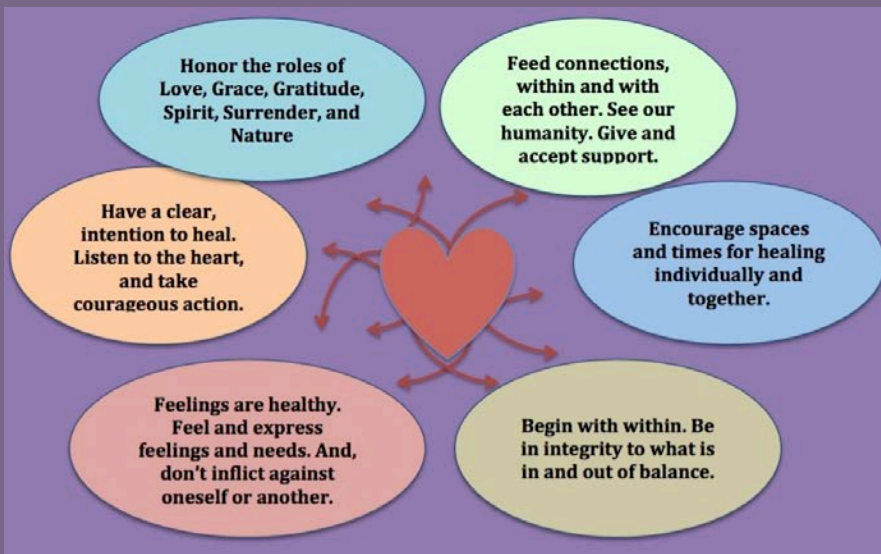 Honor the roles of
Love, Grace, Gratitude,
Spirit, Surrender, and
Nature
Feed connections,
within and with
each other. See our
humanity. Give and
accept support.
Have a clear,
intention to heal.
Listen to the heart,
and take
courageous action.
Encourage spaces
and times for healing
individually and
together.
Feelings are healthy.
Feel and express
feelings and needs. And,
don't inflict against
oneself or another.
Begin with within. Be
in integrity to what is
in and out of balance.